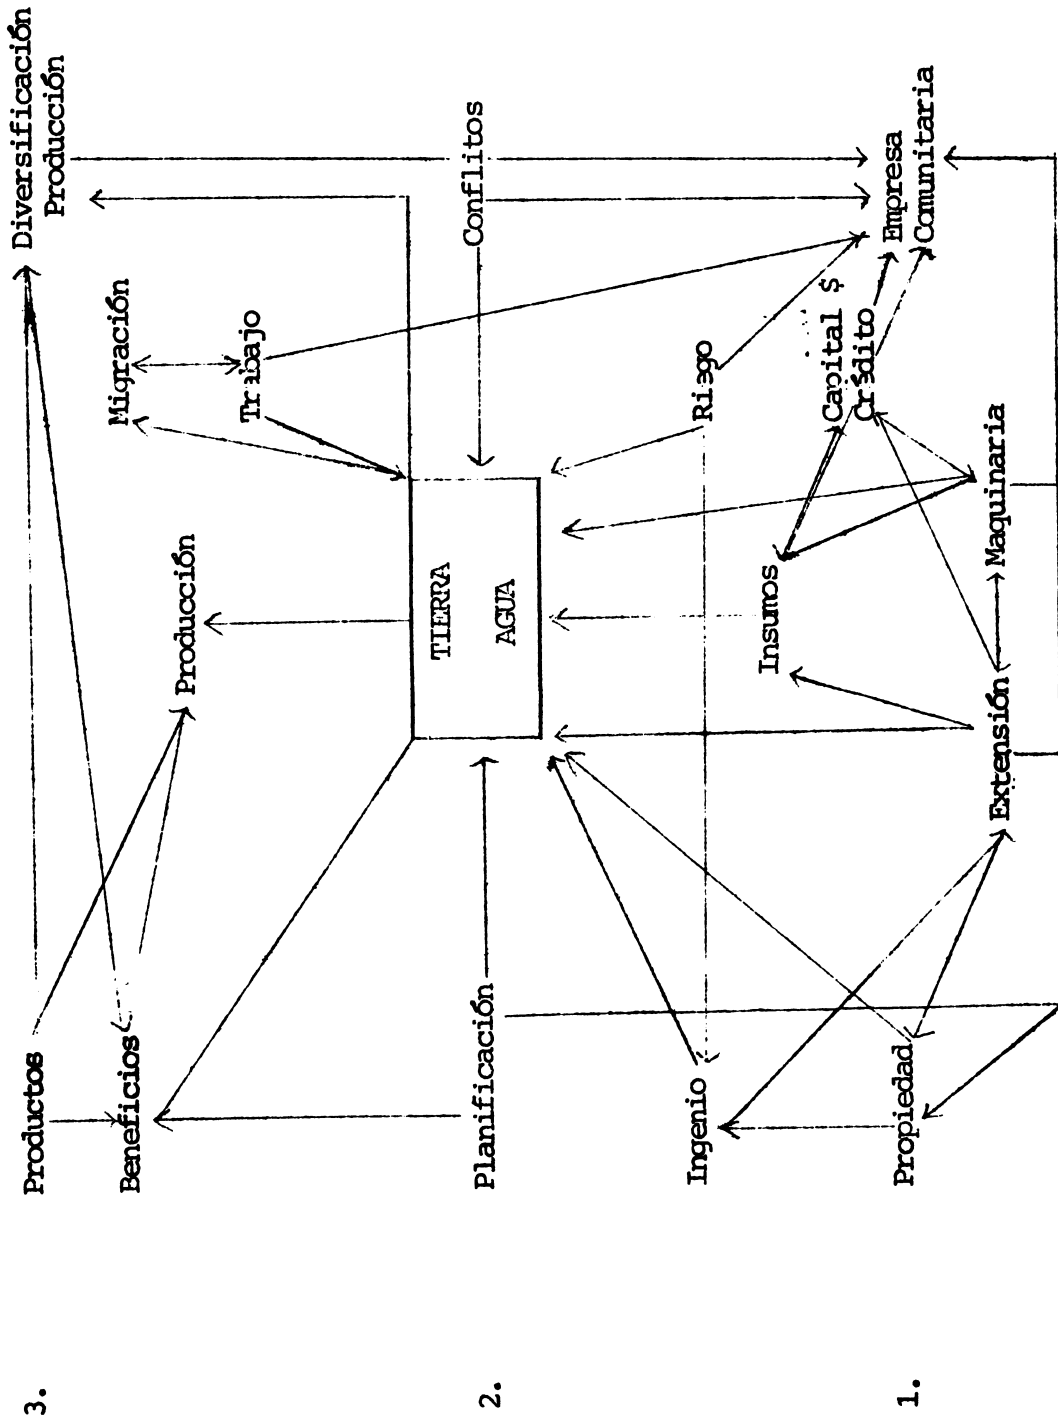 3.
Productos
Diversificación
Producción
Beneficios
Migración
Producción
Trabajo
TIERRA
2.
Planificación
Conflitos
AGUA
Ingenio
Riego
Insumos
Capital $
Crédito
1.
Propiedad
Empresa
Comunitaria
Extensión
Maquinaria